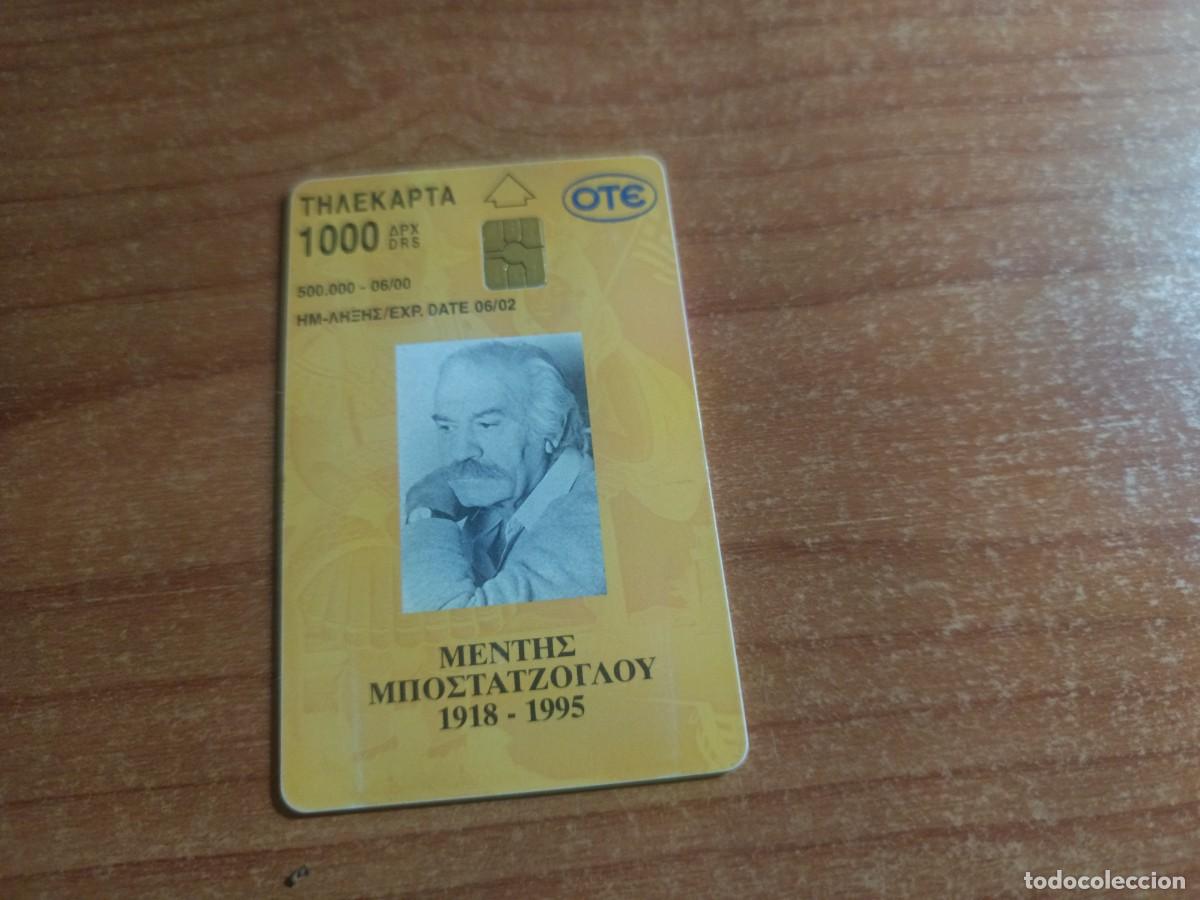 ΤΗΛΕΚΑΡΤΑ
1000 ΔΡΧ DRS
OTE
500.000 - 06/00
ΗΜ-ΛΗΞΗΣ/EXP. DATE 06/02
ΜΕΝΤΗΣ
ΜΠΟΣΤΑΤΖΟΓΛΟΥ
1918 - 1995
todocoleccion